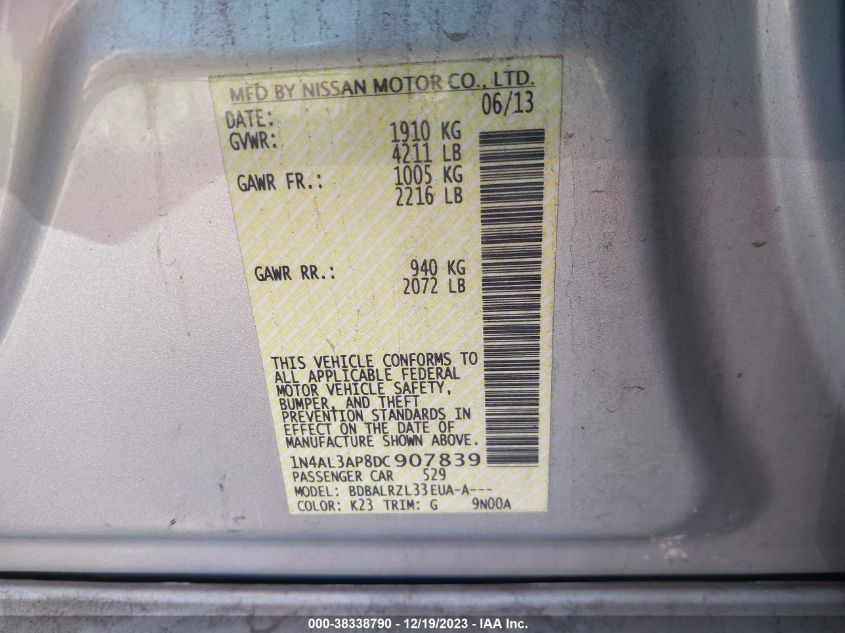 MFD BY NISSAN MOTOR CO., LTD.
DATE: 06/13
GVWR: 1910 KG
4211 LB
GAWR FR.: 1005 KG
2216 LB
GAWR RR.: 940 KG
2072 LB
THIS VEHICLE CONFORMS TO
ALL APPLICABLE FEDERAL
MOTOR VEHICLE SAFETY,
BUMPER, AND THEFT
PREVENTION STANDARDS IN
EFFECT ON THE DATE OF
MANUFACTURE SHOWN ABOVE.
1N4AL3AP8DC907839
PASSENGER CAR 529
MODEL: BDBALRZL33EUA-A---
COLOR: K23 TRIM: G 9N00A
000-38338790 - 12/19/2023 - IAA Inc.